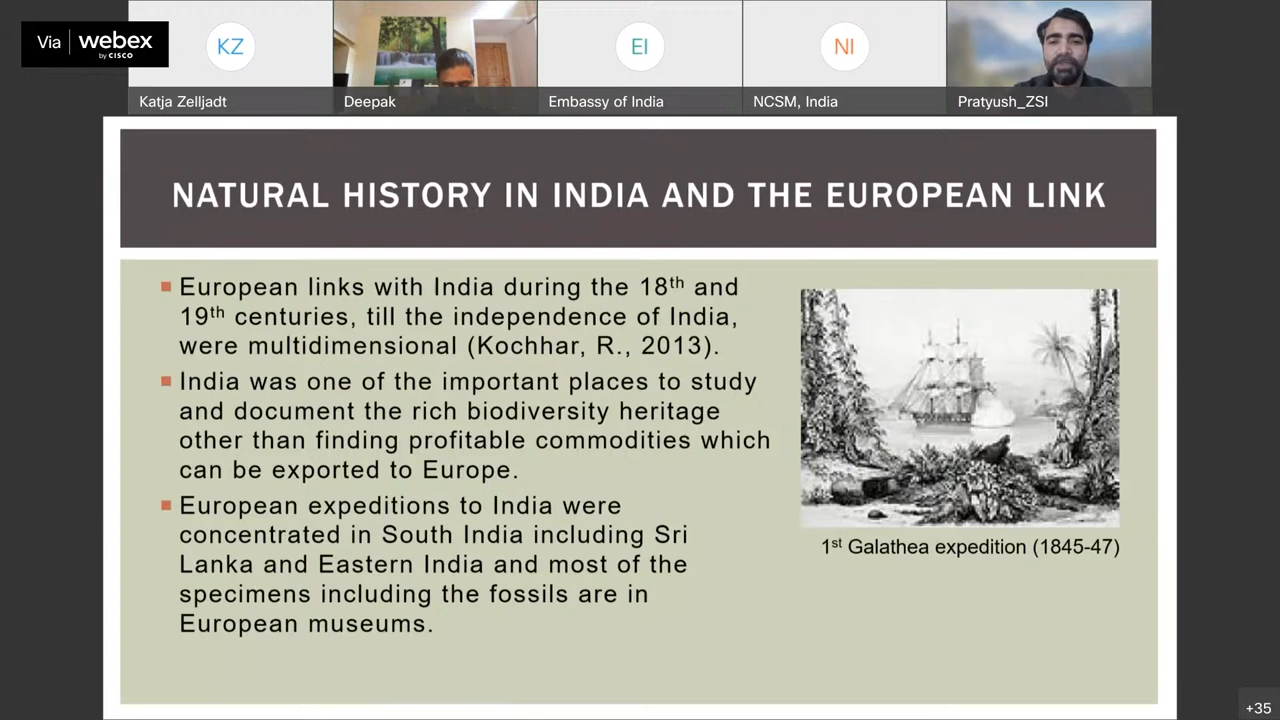 Via webex
by CISCO
KZ
EI
NI
Katja Zelljadt
Deepak
Embassy of India
NCSM, India
Pratyush_ZSI
NATURAL HISTORY IN INDIA AND THE EUROPEAN LINK
European links with India during the 18th and
19th centuries, till the independence of India,
were multidimensional (Kochhar, R., 2013).
India was one of the important places to study
and document the rich biodiversity heritage
other than finding profitable commodities which
can be exported to Europe.
European expeditions to India were
concentrated in South India including Sri
Lanka and Eastern India and most of the
specimens including the fossils are in
European museums.
1st Galathea expedition (1845-47)
+35